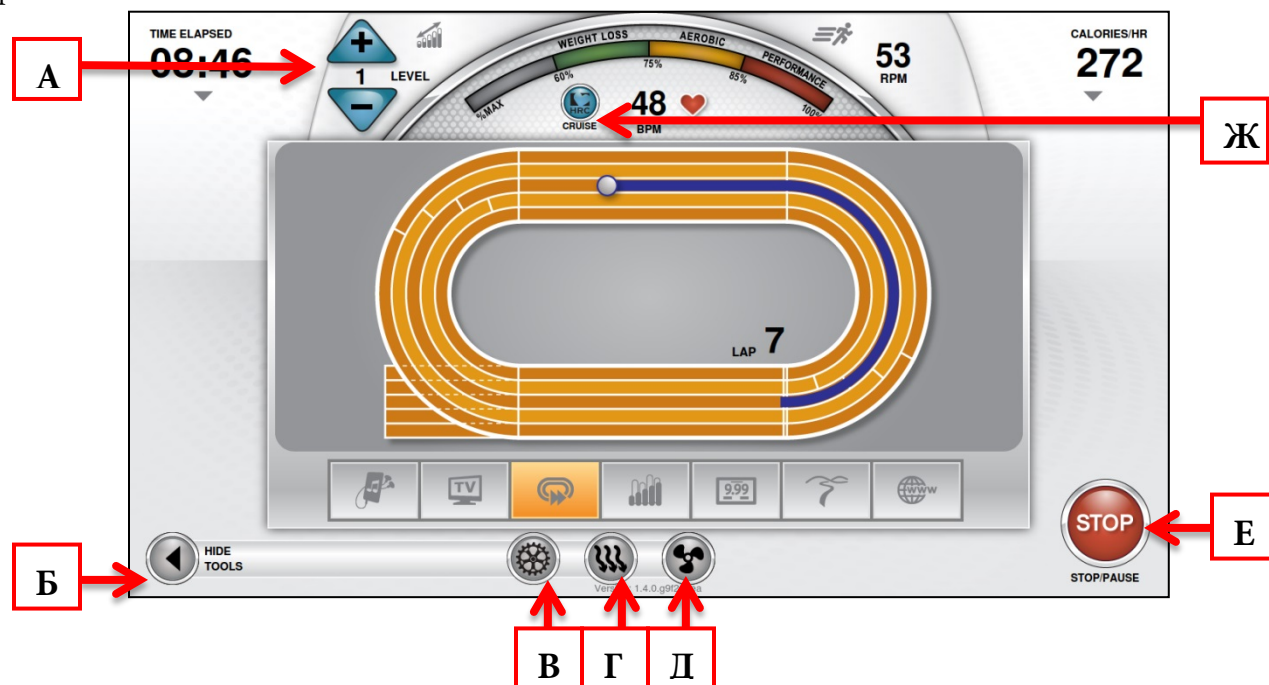 TIME ELAPSED
08:46
1 LEVEL
WEIGHT LOSS
AEROBIC
PERFORMANCE
%MAX
60%
75%
85%
100%
HRC
CRUISE
48
BPM
53
RPM
CALORIES/HR
272
А
Ж
LAP 7
TV
9.99
www
HIDE
TOOLS
STOP
STOP/PAUSE
Е
Б
В
Г
Д